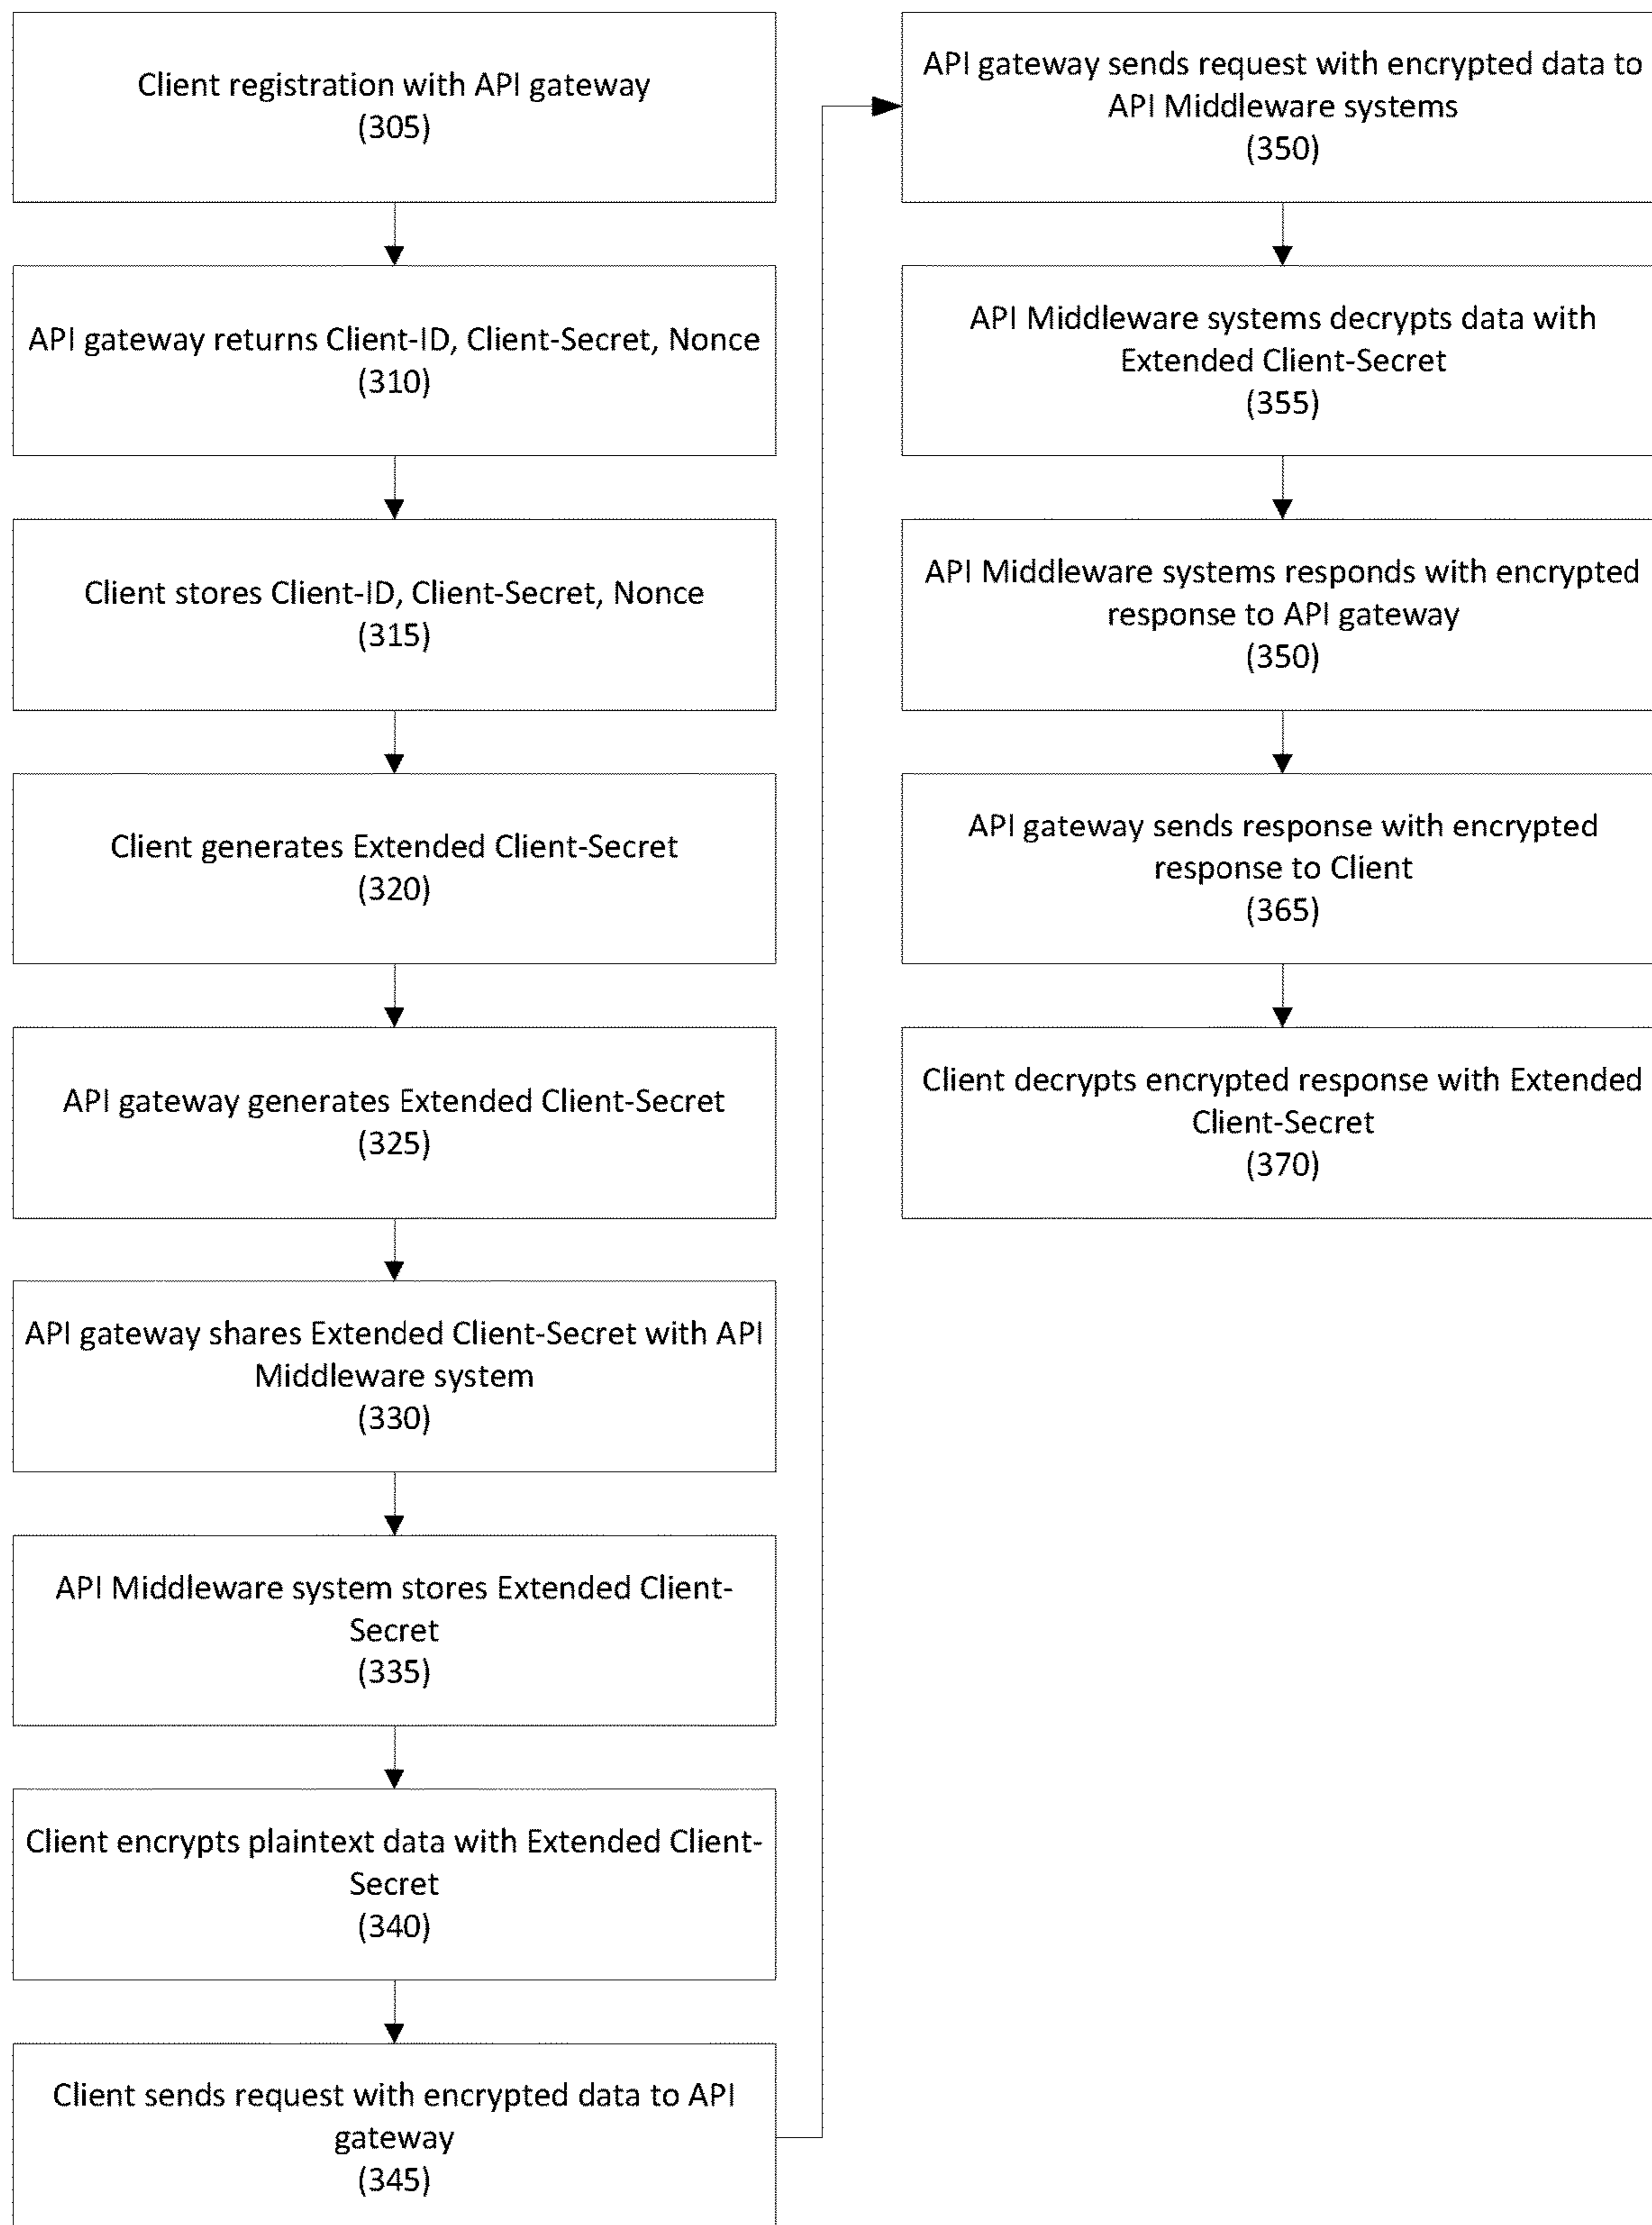 Client registration with API gateway
(305)
API gateway returns Client-ID, Client-Secret, Nonce
(310)
Client stores Client-ID, Client-Secret, Nonce
(315)
Client generates Extended Client-Secret
(320)
API gateway generates Extended Client-Secret
(325)
API gateway shares Extended Client-Secret with API
Middleware system
(330)
API Middleware system stores Extended Client-
Secret
(335)
Client encrypts plaintext data with Extended Client-
Secret
(340)
Client sends request with encrypted data to API
gateway
(345)
API gateway sends request with encrypted data to
API Middleware systems
(350)
API Middleware systems decrypts data with
Extended Client-Secret
(355)
API Middleware systems responds with encrypted
response to API gateway
(350)
API gateway sends response with encrypted
response to Client
(365)
Client decrypts encrypted response with Extended
Client-Secret
(370)